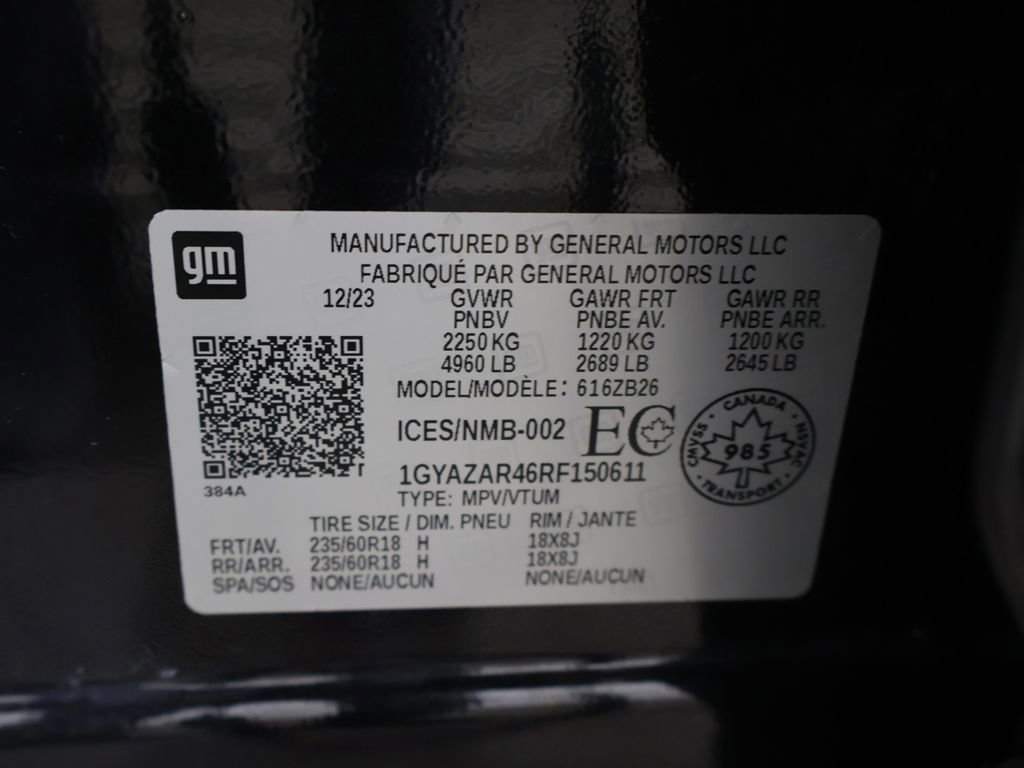 gm
MANUFACTURED BY GENERAL MOTORS LLC
FABRIQUÉ PAR GENERAL MOTORS LLC
12/23 GVWR GAWR FRT GAWR RR
PNBV PNBE AV. PNBE ARR.
2250 KG 1220 KG 1200 KG
4960 LB 2689 LB 2645 LB
MODEL/MODÈLE: 616ZB26
ICES/NMB-002 EC
CANADA
CMVSS 985 NSVAC
TRANSPORT
1GYAZAR46RF150611
384A
TYPE: MPV/VTUM
TIRE SIZE / DIM. PNEU RIM / JANTE
FRT/AV. 235/60R18 H 18X8J
RR/ARR. 235/60R18 H 18X8J
SPA/SOS NONE/AUCUN NONE/AUCUN